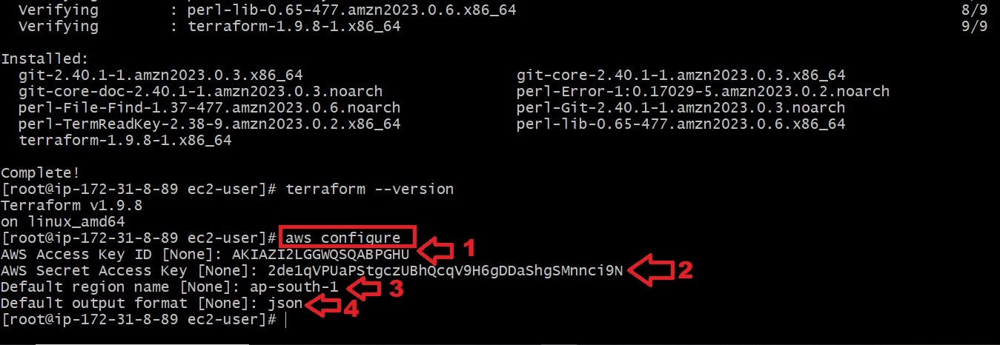 Verifying : perl-lib-0.65-477.amzn2023.0.6.x86_64 8/9
Verifying : terraform-1.9.8-1.x86_64 9/9
Installed:
git-2.40.1-1.amzn2023.0.3.x86_64 git-core-2.40.1-1.amzn2023.0.3.x86_64
git-core-doc-2.40.1-1.amzn2023.0.3.noarch perl-Error-1:0.17029-5.amzn2023.0.2.noarch
perl-File-Find-1.37-477.amzn2023.0.6.noarch perl-Git-2.40.1-1.amzn2023.0.3.noarch
perl-TermReadKey-2.38-9.amzn2023.0.2.x86_64 perl-lib-0.65-477.amzn2023.0.6.x86_64
terraform-1.9.8-1.x86_64
Complete!
[root@ip-172-31-8-89 ec2-user]# terraform --version
Terraform v1.9.8
on linux_amd64
[root@ip-172-31-8-89 ec2-user]# aws configure 1
AWS Access Key ID [None]: AKIAZI2LGGWQSQABPGHU
AWS Secret Access Key [None]: 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 2
Default region name [None]: ap-south-1 3
Default output format [None]: json 4
[root@ip-172-31-8-89 ec2-user]#